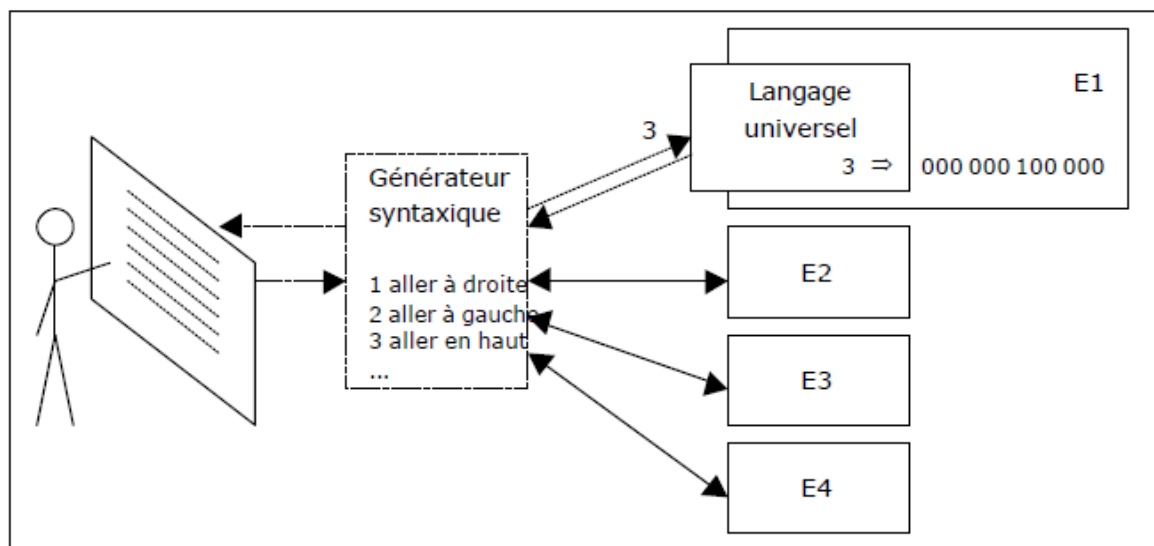 Générateur
syntaxique
1 aller à droite
2 aller à gauche
3 aller en haut
...
3
Langage
universel
3 ⇒ 000 000 100 000
E1
E2
E3
E4